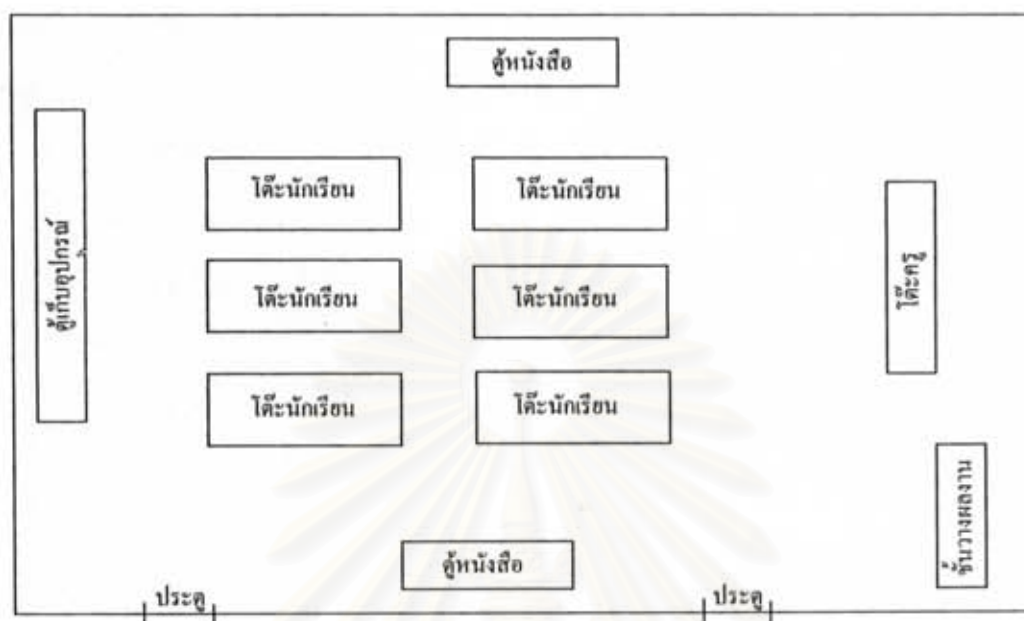 ตู้หนังสือ
ตู้เก็บอุปกรณ์
โต๊ะนักเรียน
โต๊ะนักเรียน
โต๊ะครู
โต๊ะนักเรียน
โต๊ะนักเรียน
โต๊ะนักเรียน
โต๊ะนักเรียน
ชั้นวางผลงาน
ตู้หนังสือ
ประตู
ประตู